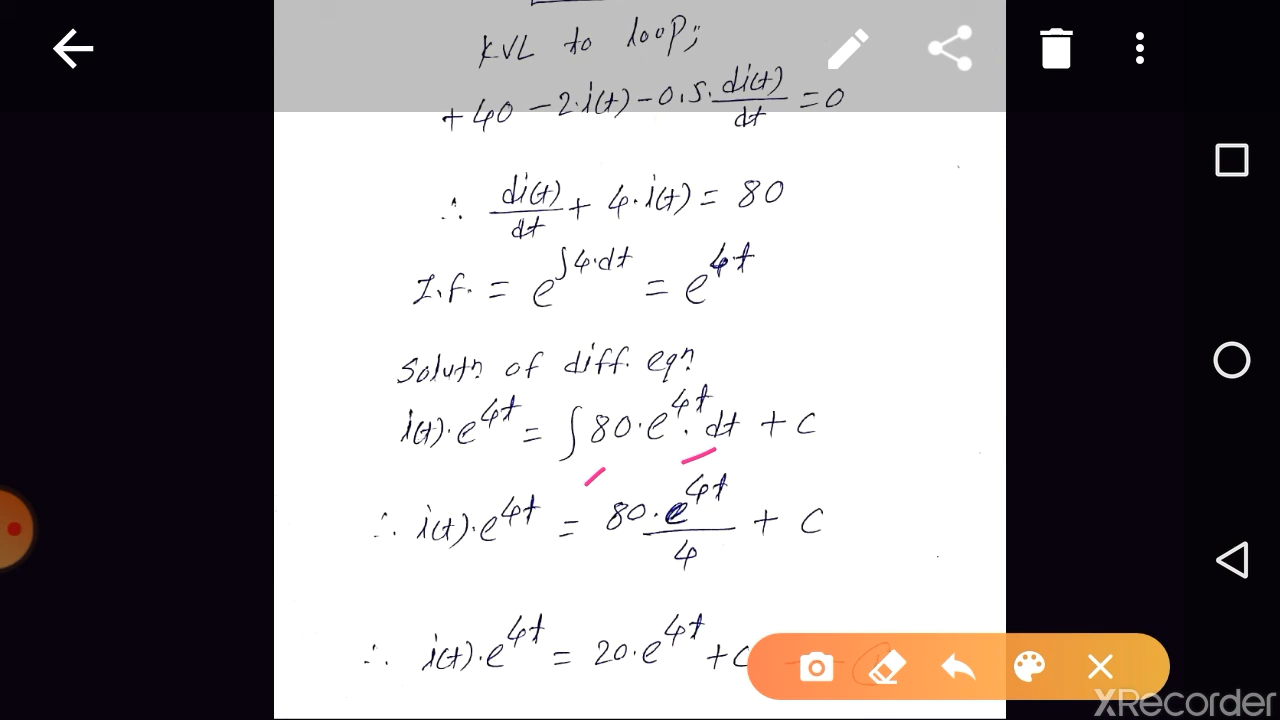 KVL to loop;
+40 - 2·i(t) - 0.5·di(t)/dt = 0
∴ di(t)/dt + 4·i(t) = 80
I.f. = e^∫4·dt = e^4t
Solutn of diff. eqn
i(t)·e^4t = ∫80·e^4t·dt + C
∴ i(t)·e^4t = 80·e^4t/4 + C
∴ i(t)·e^4t = 20·e^4t + C
XRecorder